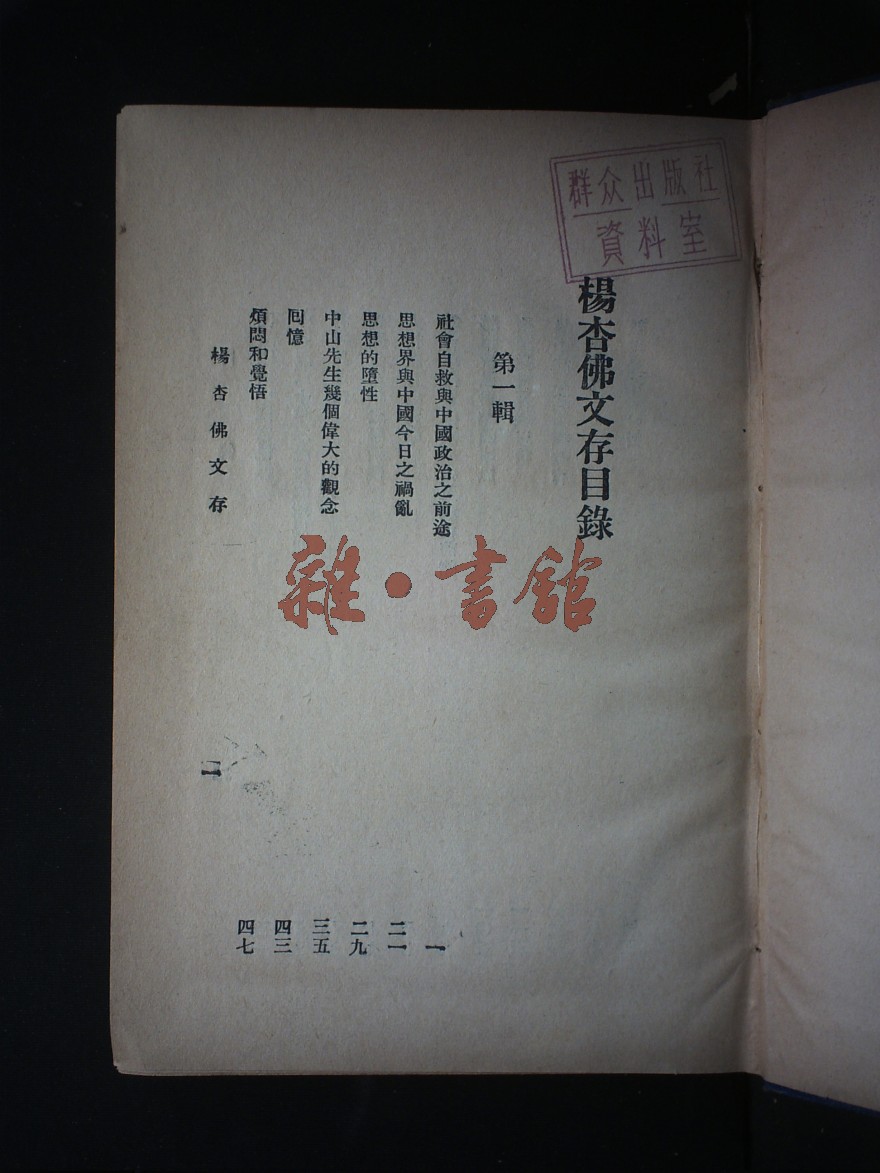 群众出版社
資料室
楊杏佛文存目錄
第一輯
社會自救與中國政治之前途 一
思想界與中國今日之禍亂 二一
思想的墮性 二九
中山先生幾個偉大的觀念 三五
回憶 四三
煩悶和覺悟 四七
楊杏佛文存
一
雜·書館